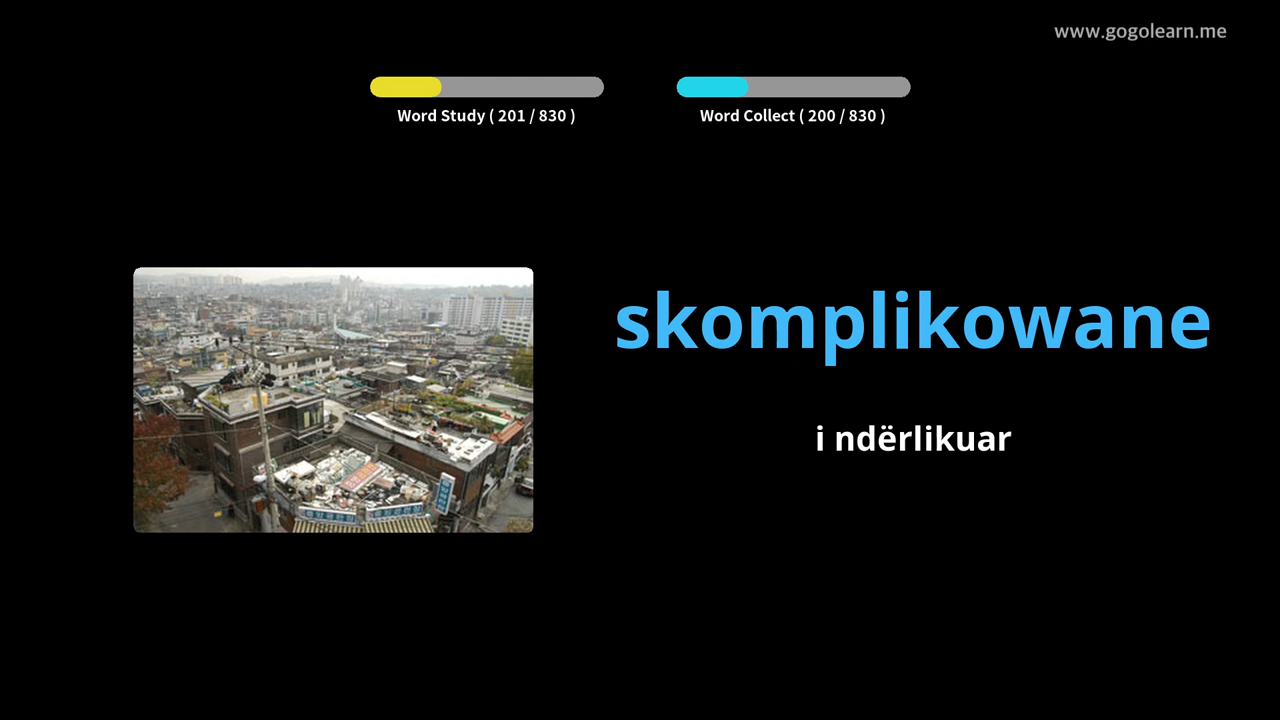 www.gogolearn.me
Word Study ( 201 / 830 )
Word Collect ( 200 / 830 )
skomplikowane
i ndërlikuar